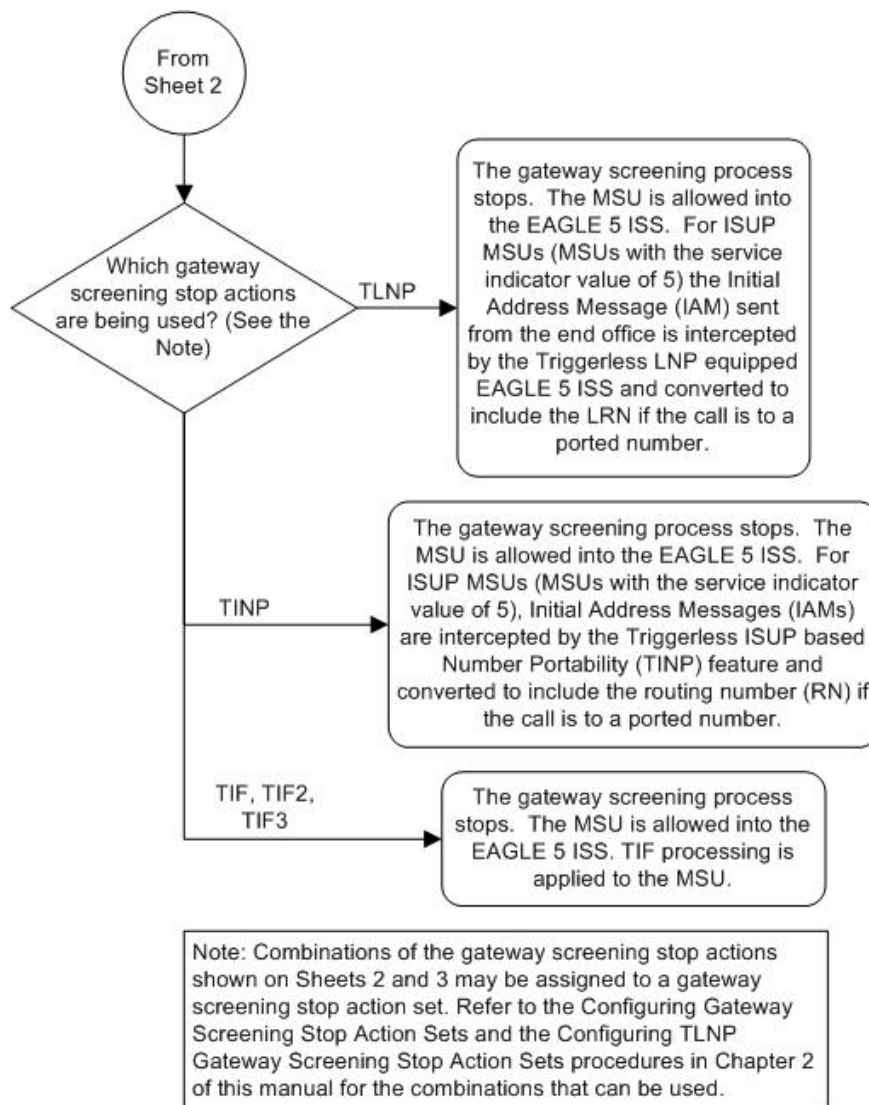 From
Sheet 2
Which gateway
screening stop actions
are being used? (See the
Note)
TLNP
The gateway screening process
stops.  The MSU is allowed into
the EAGLE 5 ISS.  For ISUP
MSUs (MSUs with the service
indicator value of 5) the Initial
Address Message (IAM) sent
from the end office is intercepted
by the Triggerless LNP equipped
EAGLE 5 ISS and converted to
include the LRN if the call is to a
ported number.
TINP
The gateway screening process stops.  The
MSU is allowed into the EAGLE 5 ISS.  For
ISUP MSUs (MSUs with the service indicator
value of 5), Initial Address Messages (IAMs)
are intercepted by the Triggerless ISUP based
Number Portability (TINP) feature and
converted to include the routing number (RN) if
the call is to a ported number.
TIF, TIF2,
TIF3
The gateway screening process
stops.  The MSU is allowed into the
EAGLE 5 ISS. TIF processing is
applied to the MSU.
Note: Combinations of the gateway screening stop actions
shown on Sheets 2 and 3 may be assigned to a gateway
screening stop action set. Refer to the Configuring Gateway
Screening Stop Action Sets and the Configuring TLNP
Gateway Screening Stop Action Sets procedures in Chapter 2
of this manual for the combinations that can be used.